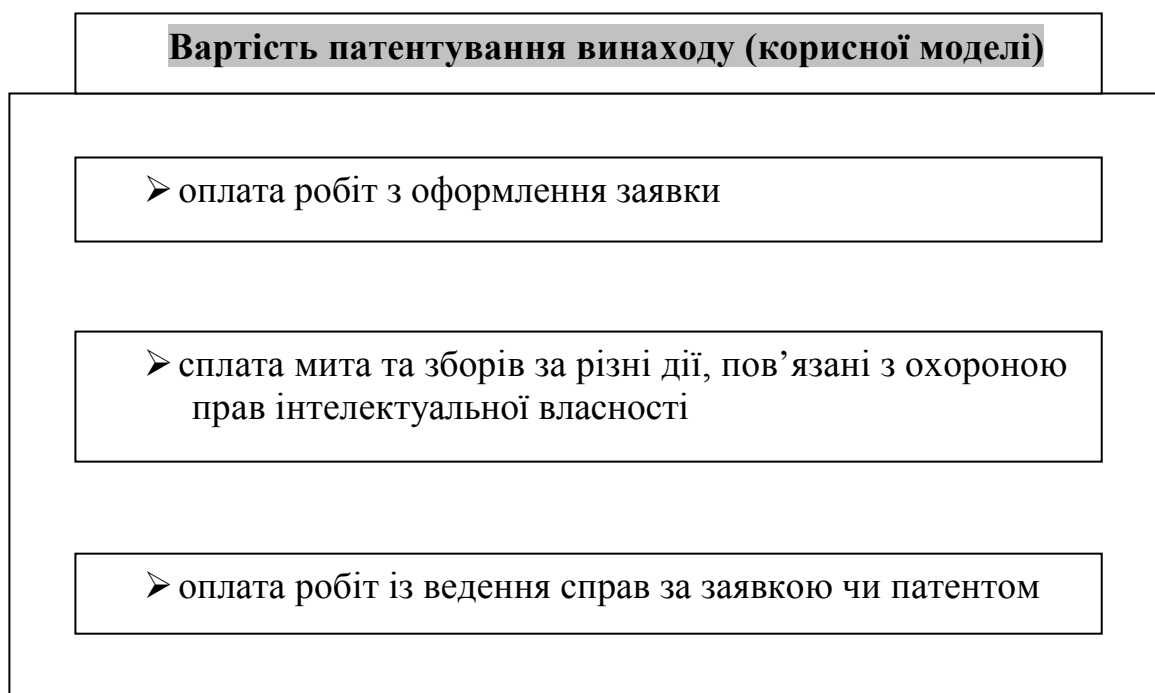 Вартість патентування винаходу (корисної моделі)
➢ оплата робіт з оформлення заявки
➢ сплата мита та зборів за різні дії, пов’язані з охороною
прав інтелектуальної власності
➢ оплата робіт із ведення справ за заявкою чи патентом